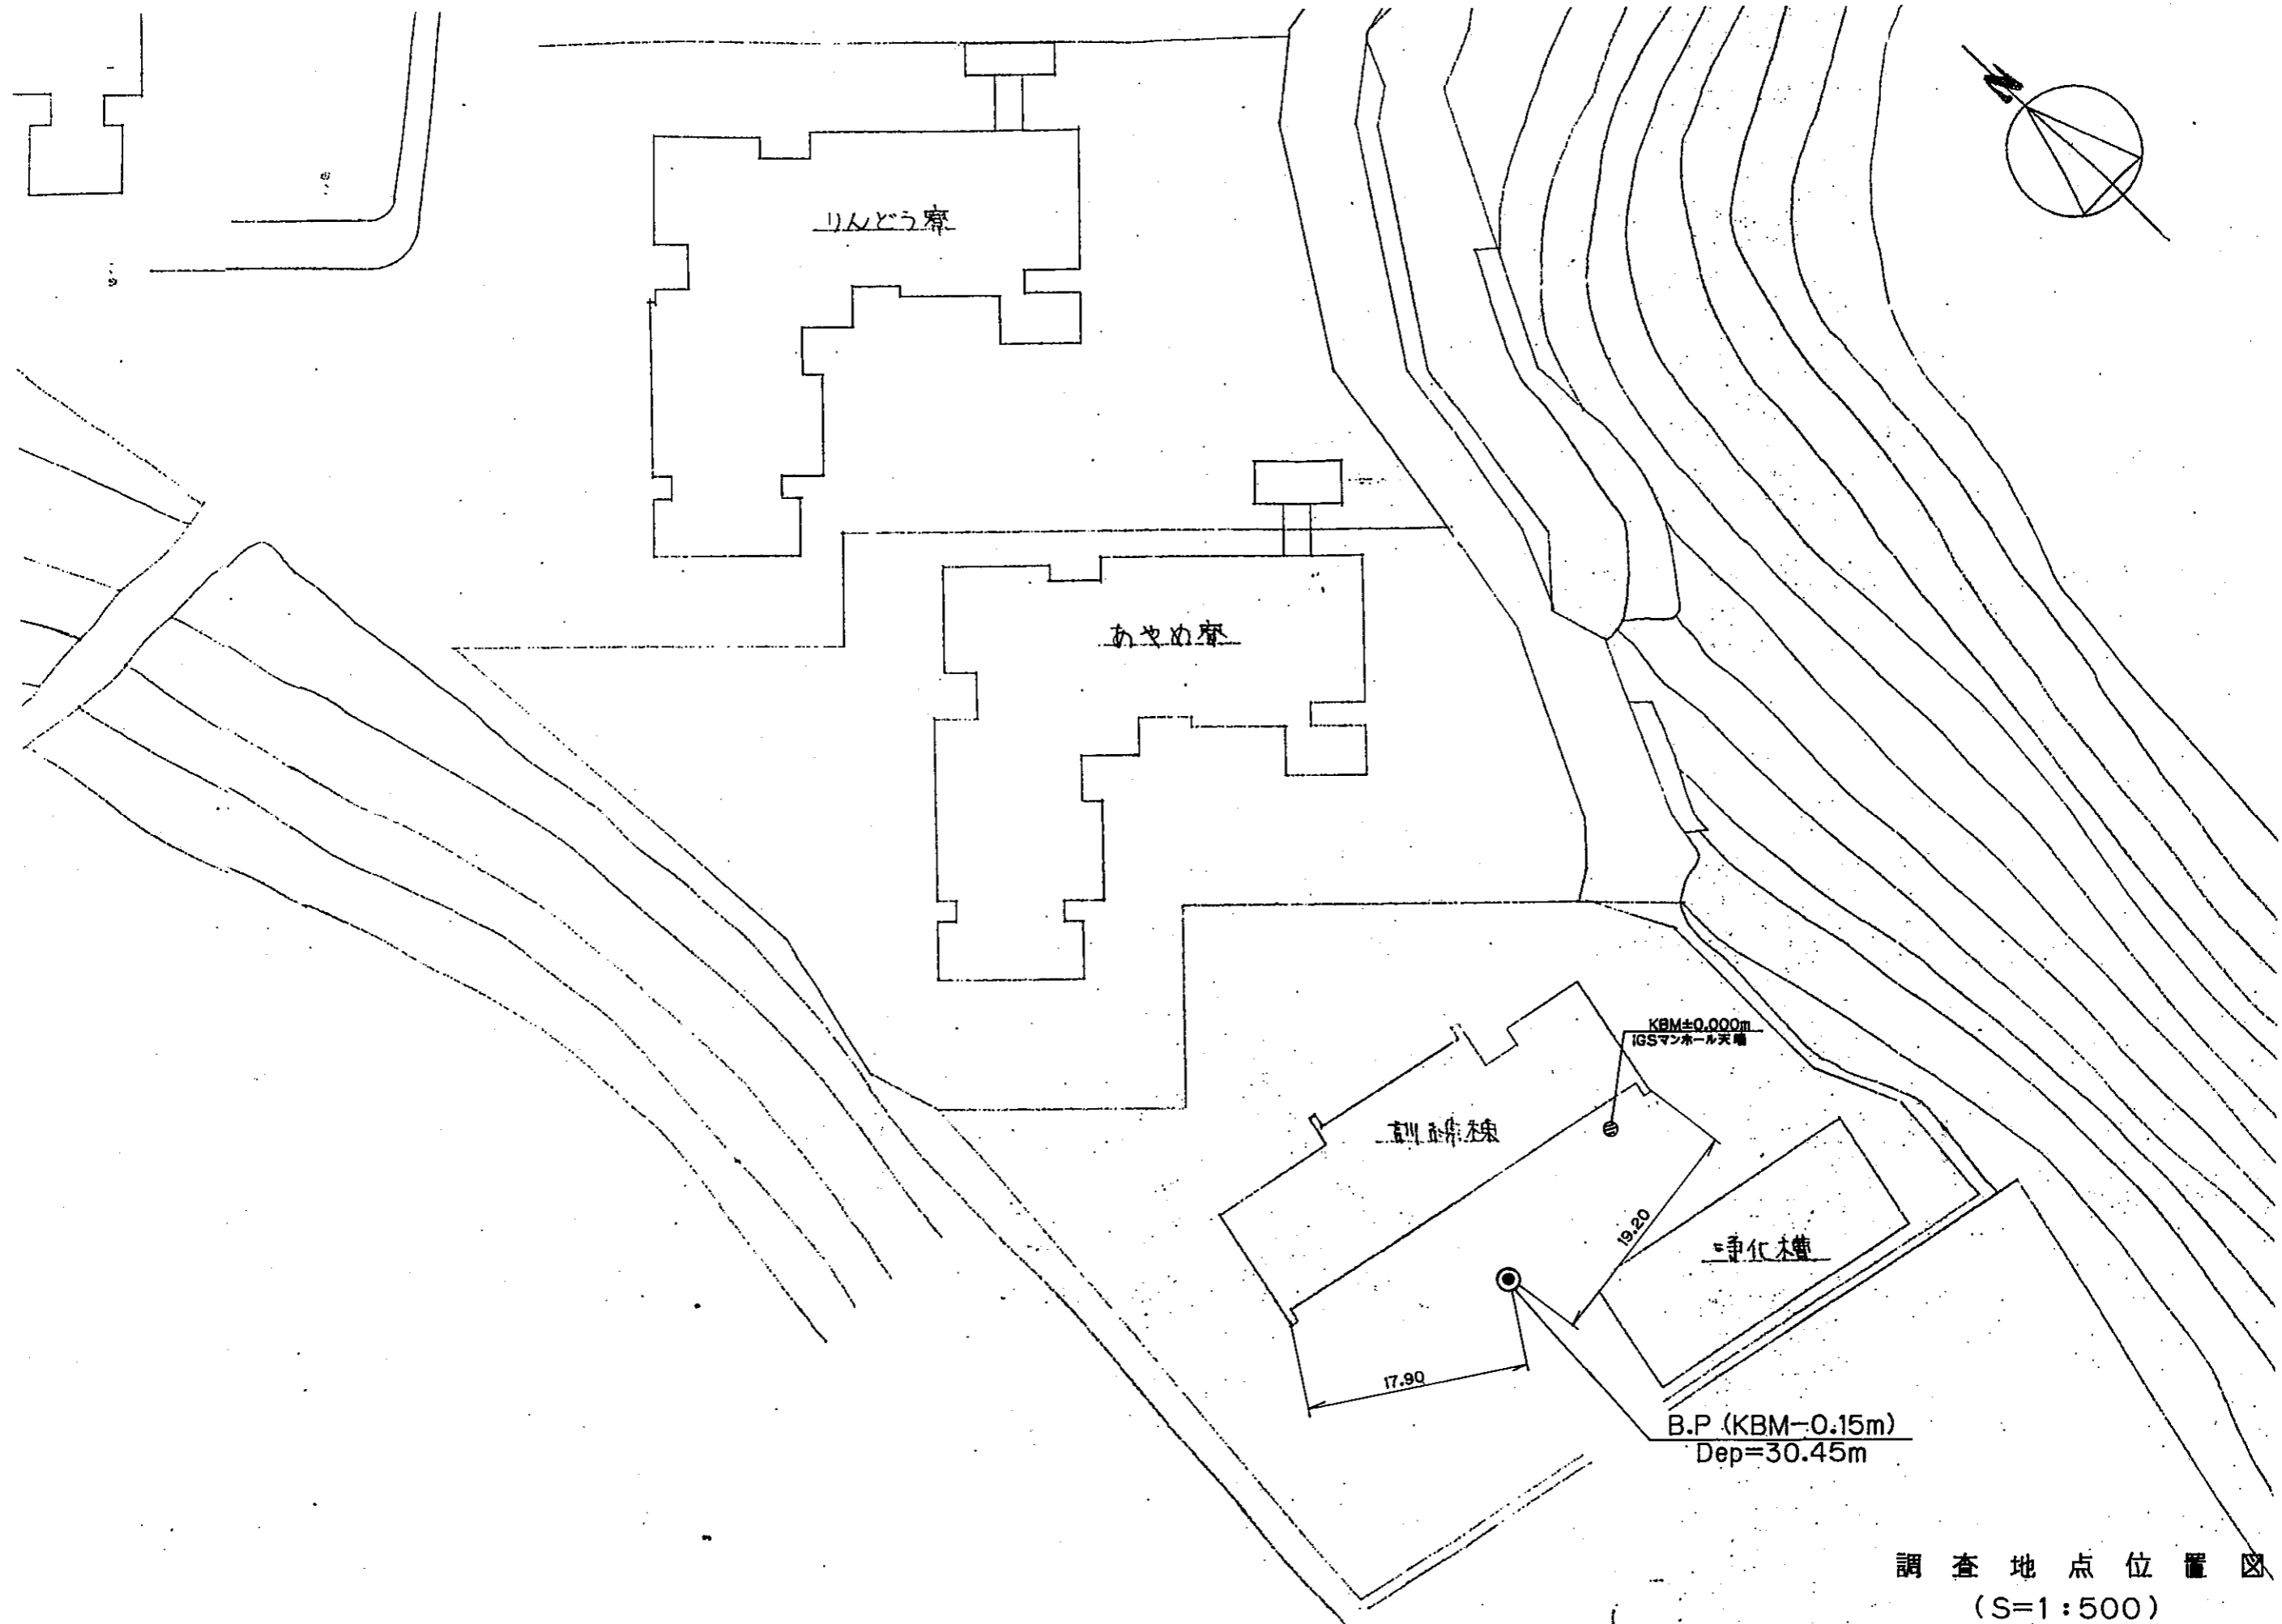 N
りんどう寮
あやめ寮
KBM±0.000m
IGSマンホール天端
訓練棟
19.20
浄化槽
17.90
B.P (KBM-0.15m)
Dep=30.45m
調査地点位置図
(S=1:500)